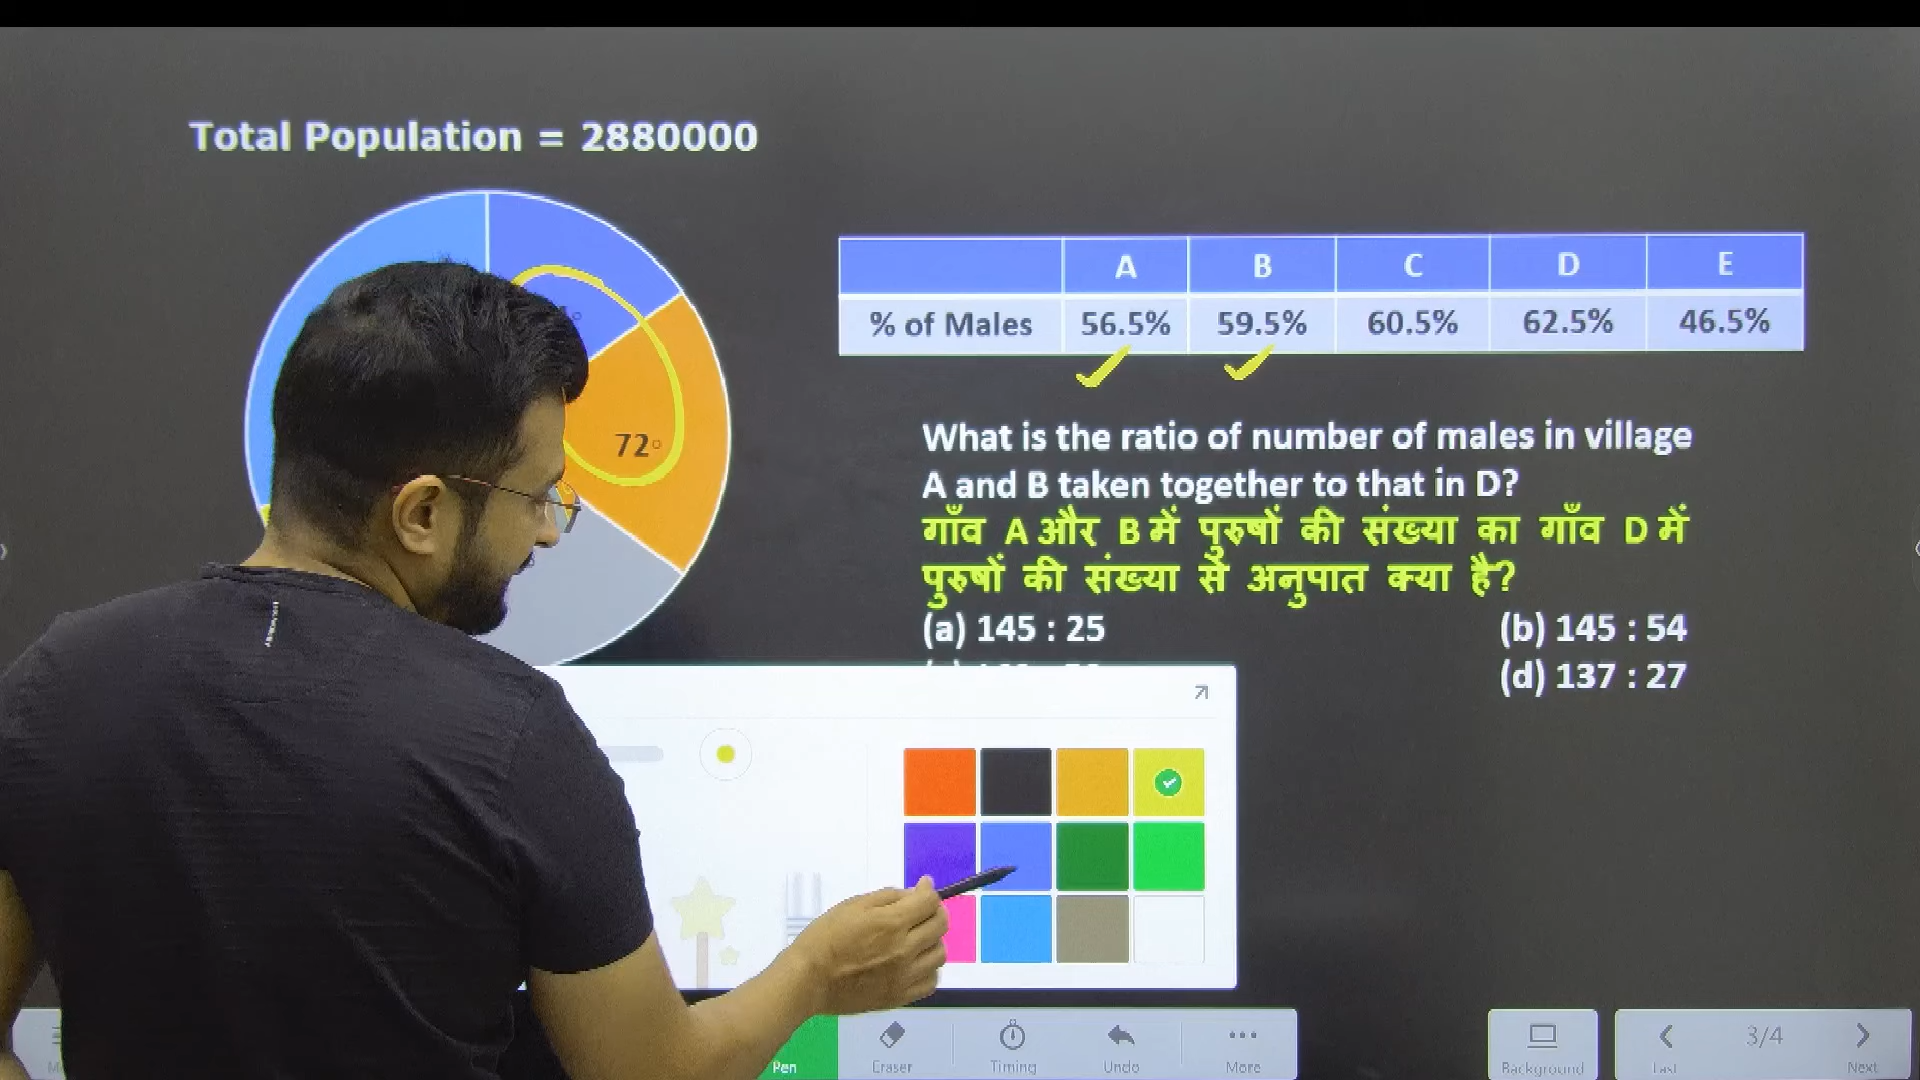 Total Population = 2880000
A B C D E
% of Males 56.5% 59.5% 60.5% 62.5% 46.5%
72°
What is the ratio of number of males in village
A and B taken together to that in D?
गाँव A और B में पुरुषों की संख्या का गाँव D में
पुरुषों की संख्या से अनुपात क्या है?
(a) 145 : 25 (b) 145 : 54
(d) 137 : 27
Pen Eraser Timing Undo More Background Last 3/4 Next